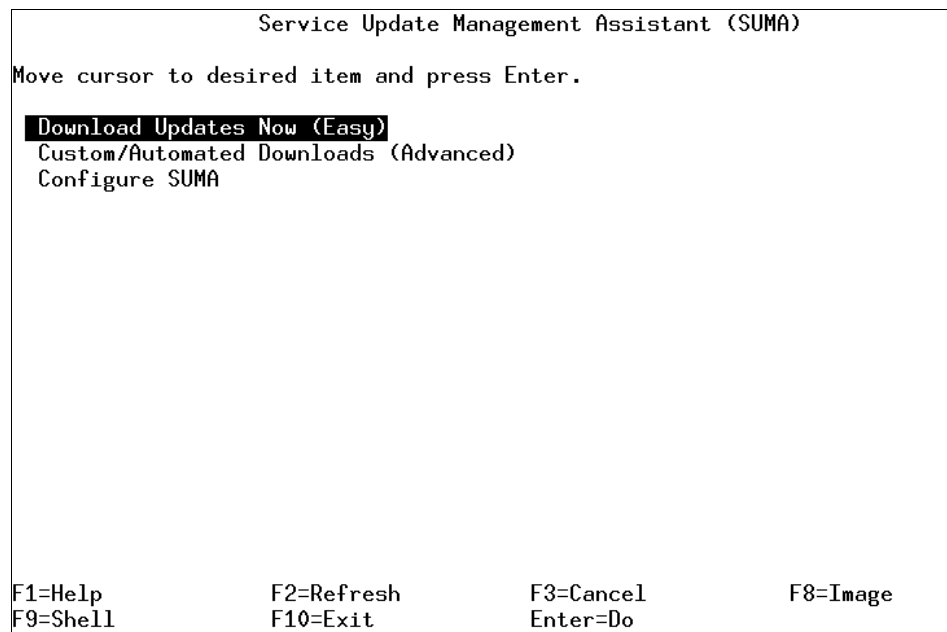 Service Update Management Assistant (SUMA)
Move cursor to desired item and press Enter.
Download Updates Now (Easy)
Custom/Automated Downloads (Advanced)
Configure SUMA
F1=Help F2=Refresh F3=Cancel F8=Image
F9=Shell F10=Exit Enter=Do